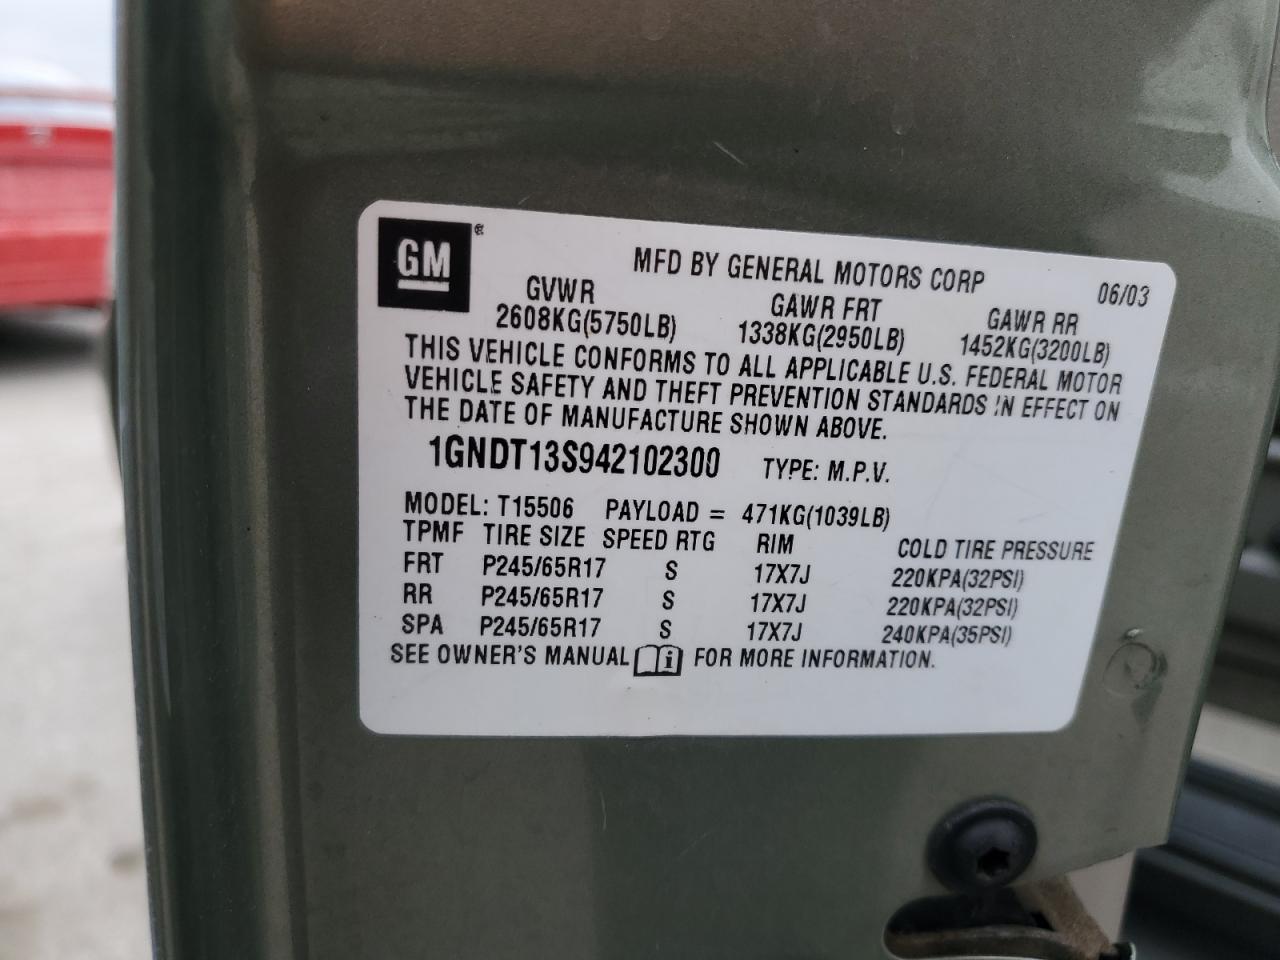 GM®
MFD BY GENERAL MOTORS CORP 06/03
GVWR GAWR FRT GAWR RR
2608KG(5750LB) 1338KG(2950LB) 1452KG(3200LB)
THIS VEHICLE CONFORMS TO ALL APPLICABLE U.S. FEDERAL MOTOR
VEHICLE SAFETY AND THEFT PREVENTION STANDARDS IN EFFECT ON
THE DATE OF MANUFACTURE SHOWN ABOVE.
1GNDT13S942102300 TYPE: M.P.V.
MODEL: T15506 PAYLOAD = 471KG(1039LB)
TPMF TIRE SIZE SPEED RTG RIM COLD TIRE PRESSURE
FRT P245/65R17 S 17X7J 220KPA(32PSI)
RR P245/65R17 S 17X7J 220KPA(32PSI)
SPA P245/65R17 S 17X7J 240KPA(35PSI)
SEE OWNER'S MANUAL i FOR MORE INFORMATION.